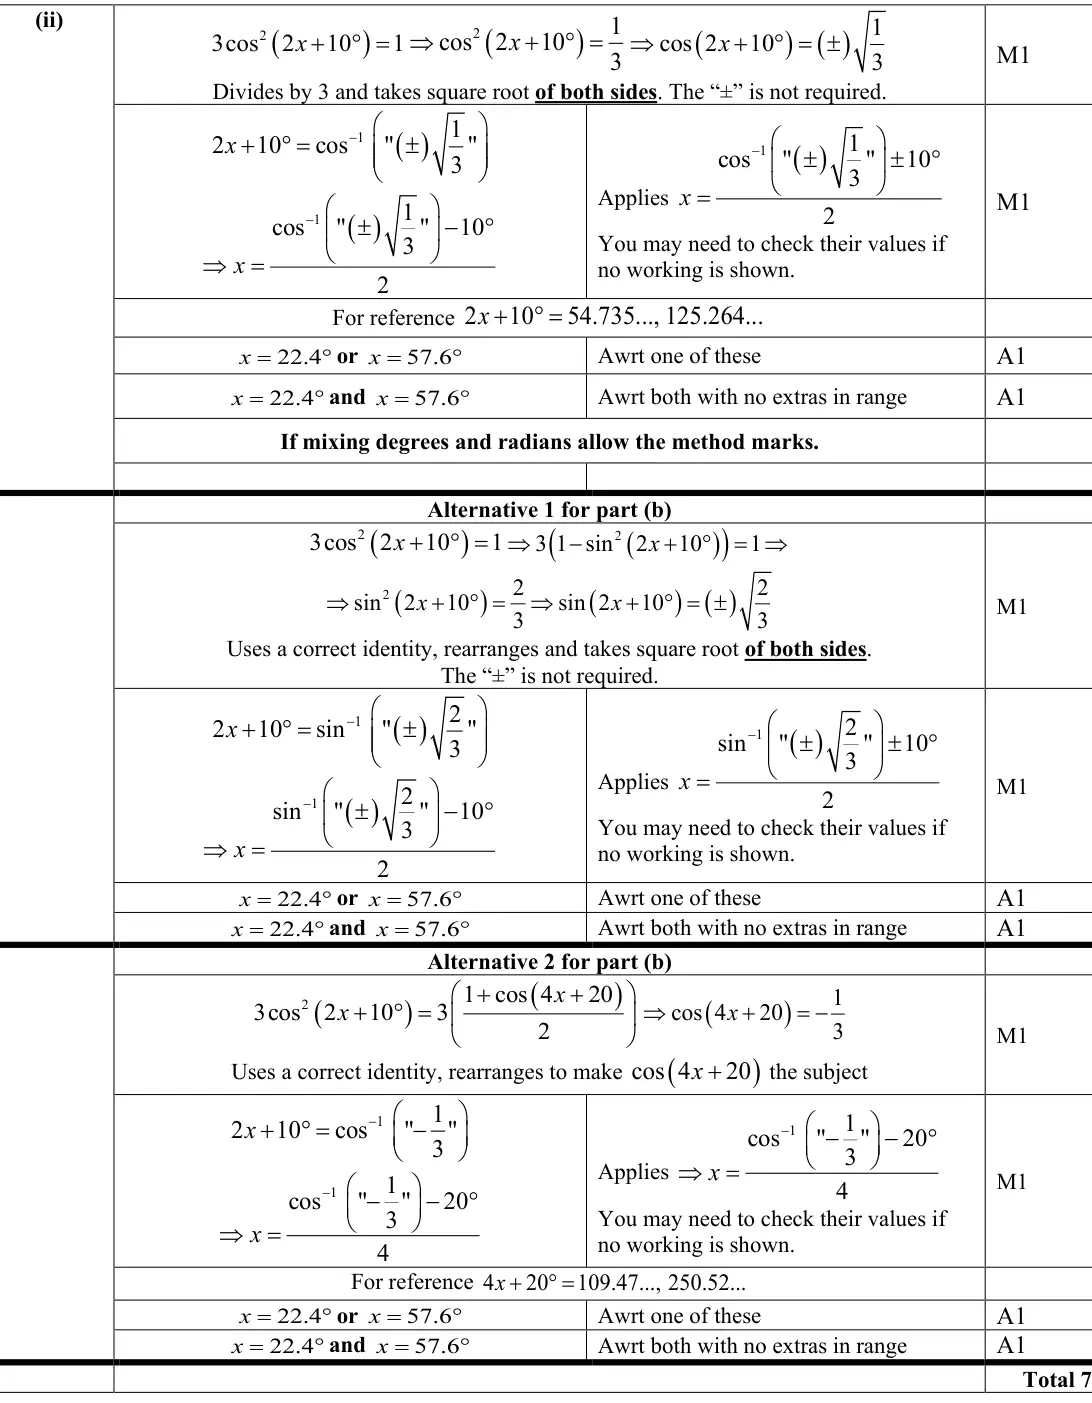 (ii)
3cos² (2x+10°) = 1 ⇒ cos² (2x+10°) = 1/3 ⇒ cos (2x+10°) = (±) √(1/3)
M1
Divides by 3 and takes square root of both sides. The “±” is not required.
2x+10° = cos⁻¹ ("(±) √(1/3)")
⇒ x = (cos⁻¹ ("(±) √(1/3)") − 10°)/2
Applies x = (cos⁻¹ ("(±) √(1/3)") ± 10°)/2
You may need to check their values if
no working is shown.
M1
For reference 2x+10° = 54.735..., 125.264...
x = 22.4° or x = 57.6°
Awrt one of these
A1
x = 22.4° and x = 57.6°
Awrt both with no extras in range
A1
If mixing degrees and radians allow the method marks.
Alternative 1 for part (b)
3cos² (2x+10°) = 1 ⇒ 3(1−sin² (2x+10°)) = 1 ⇒
⇒ sin² (2x+10°) = 2/3 ⇒ sin (2x+10°) = (±) √(2/3)
M1
Uses a correct identity, rearranges and takes square root of both sides.
The “±” is not required.
2x+10° = sin⁻¹ ("(±) √(2/3)")
⇒ x = (sin⁻¹ ("(±) √(2/3)") − 10°)/2
Applies x = (sin⁻¹ ("(±) √(2/3)") ± 10°)/2
You may need to check their values if
no working is shown.
M1
x = 22.4° or x = 57.6°
Awrt one of these
A1
x = 22.4° and x = 57.6°
Awrt both with no extras in range
A1
Alternative 2 for part (b)
3cos² (2x+10°) = 3((1+cos(4x+20))/2) ⇒ cos(4x+20) = −1/3
M1
Uses a correct identity, rearranges to make cos(4x+20) the subject
2x+10° = cos⁻¹ ("−1/3")
⇒ x = (cos⁻¹ ("−1/3") − 20°)/4
Applies ⇒ x = (cos⁻¹ ("−1/3") − 20°)/4
You may need to check their values if
no working is shown.
M1
For reference 4x+20° = 109.47..., 250.52...
x = 22.4° or x = 57.6°
Awrt one of these
A1
x = 22.4° and x = 57.6°
Awrt both with no extras in range
A1
Total 7